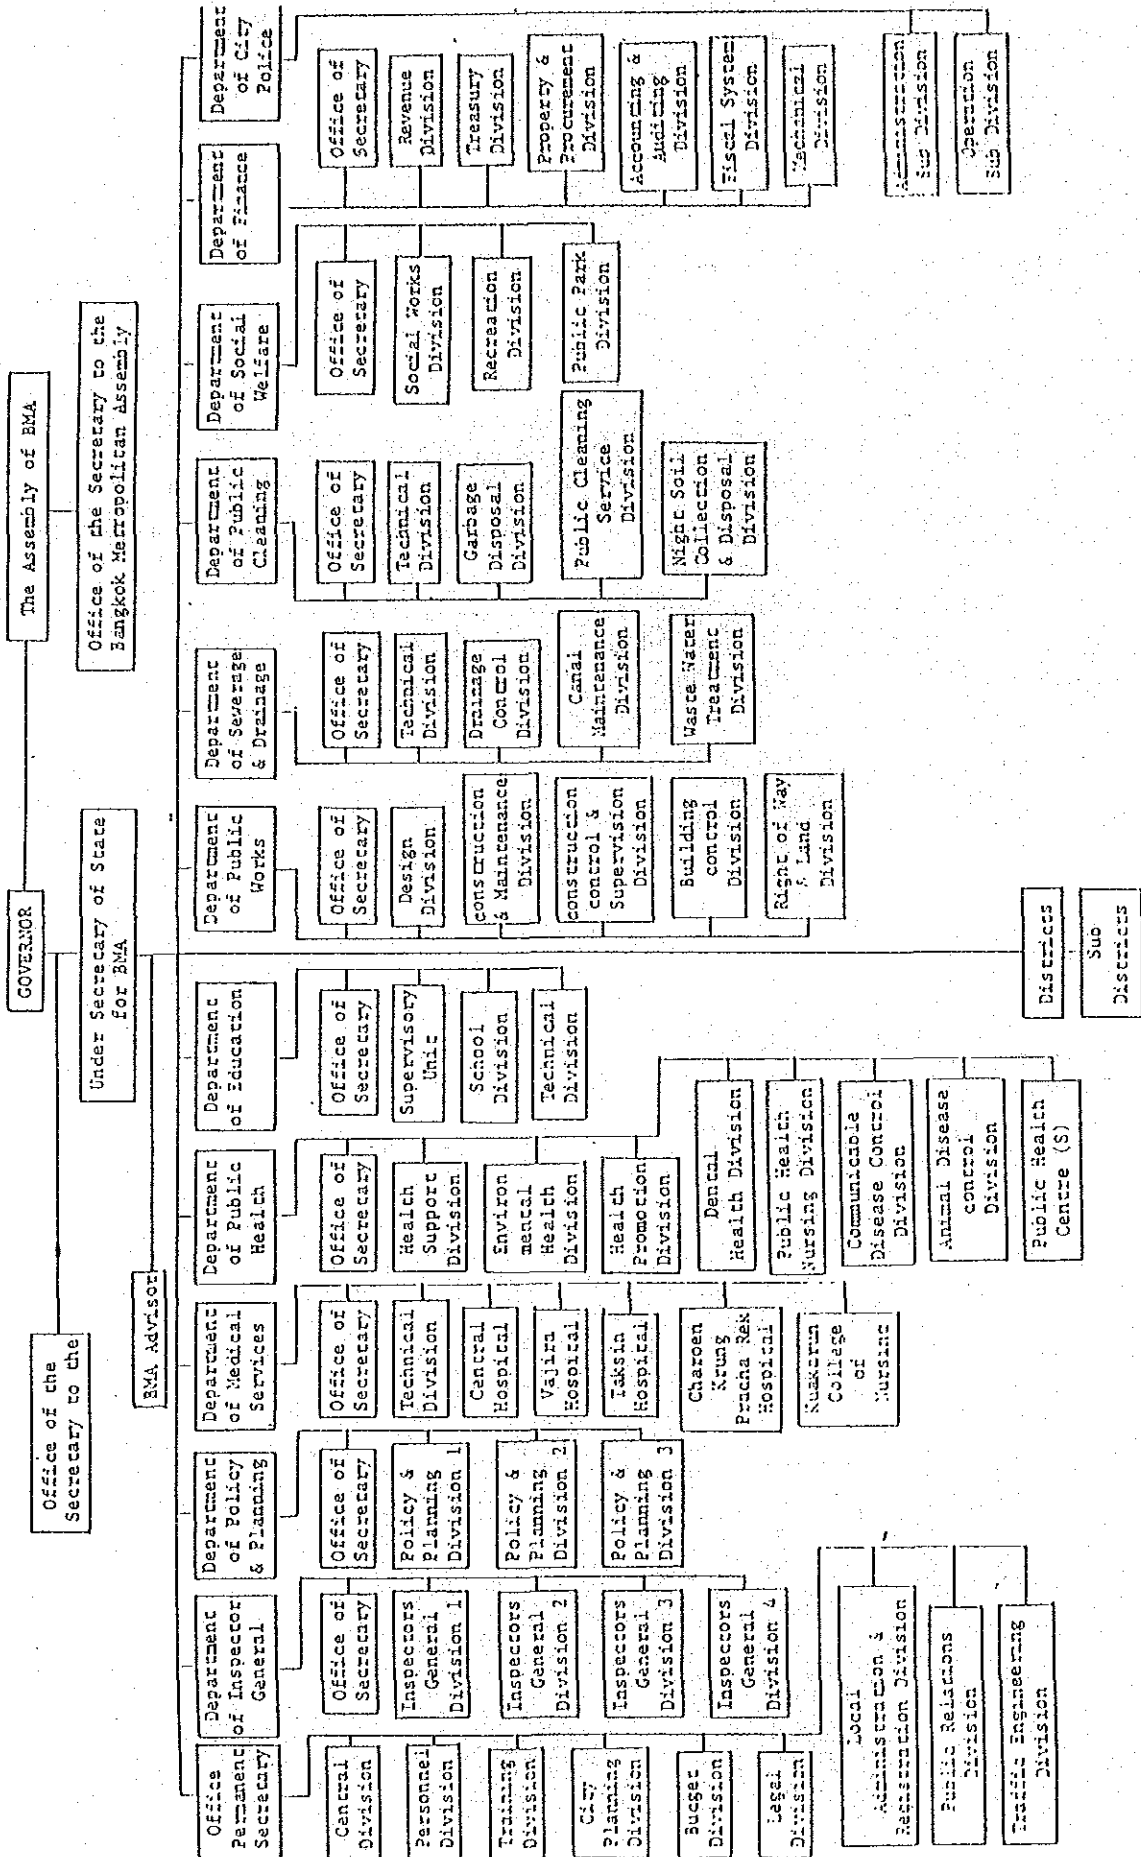 GOVERNOR
The Assembly of BMA
Office of the
Secretary to the
Under Secretary of State
for BMA
Office of the Secretary to the
Bangkok Metropolitan Assembly
BMA Advisor
Office
Permanent
Secretary
Central
Division
Personnel
Division
Training
Division
City
Planning
Division
Budget
Division
Legal
Division
Local
Administration &
Registration Division
Public Relations
Division
Traffic Engineering
Division
Department
of Inspector
General
Office of
Secretary
Inspectors
General
Division 1
Inspectors
General
Division 2
Inspectors
General
Division 3
Inspectors
General
Division 4
Department
of Policy
& Planning
Office of
Secretary
Policy &
Planning
Division 1
Policy &
Planning
Division 2
Policy &
Planning
Division 3
Department
of Medical
Services
Office of
Secretary
Technical
Division
Central
Hospital
Vajira
Hospital
Taksin
Hospital
Charoen
Krung
Pracha Rek
Hospital
Kuakarun
College
of
Nursing
Department
of Public
Health
Office of
Secretary
Health
Support
Division
Environ
mental
Health
Division
Health
Promotion
Division
Dental
Health Division
Public Health
Nursing Division
Communicable
Disease Control
Division
Animal Disease
control
Division
Public Health
Centre (S)
Department
of Education
Office of
Secretary
Supervisory
Unit
School
Division
Technical
Division
Department
of Public
Works
Office of
Secretary
Design
Division
construction
& Maintenance
Division
construction
control &
Supervision
Division
Building
control
Division
Right of Way
& Land
Division
Department
of Sewerage
& Drainage
Office of
Secretary
Technical
Division
Drainage
Control
Division
Canal
Maintenance
Division
Waste Water
Treatment
Division
Department
of Public
Cleaning
Office of
Secretary
Technical
Division
Garbage
Disposal
Division
Public Cleaning
Service
Division
Night Soil
Collection
& Disposal
Division
Department
of Social
Welfare
Office of
Secretary
Social Works
Division
Recreation
Division
Public Park
Division
Department
of Finance
Office of
Secretary
Revenue
Division
Treasury
Division
Property &
Procurement
Division
Accounting &
Auditing
Division
Fiscal System
Division
Mechanical
Division
Department
of City
Police
Administration
Sub Division
Operation
Sub Division
Districts
Sub
Districts